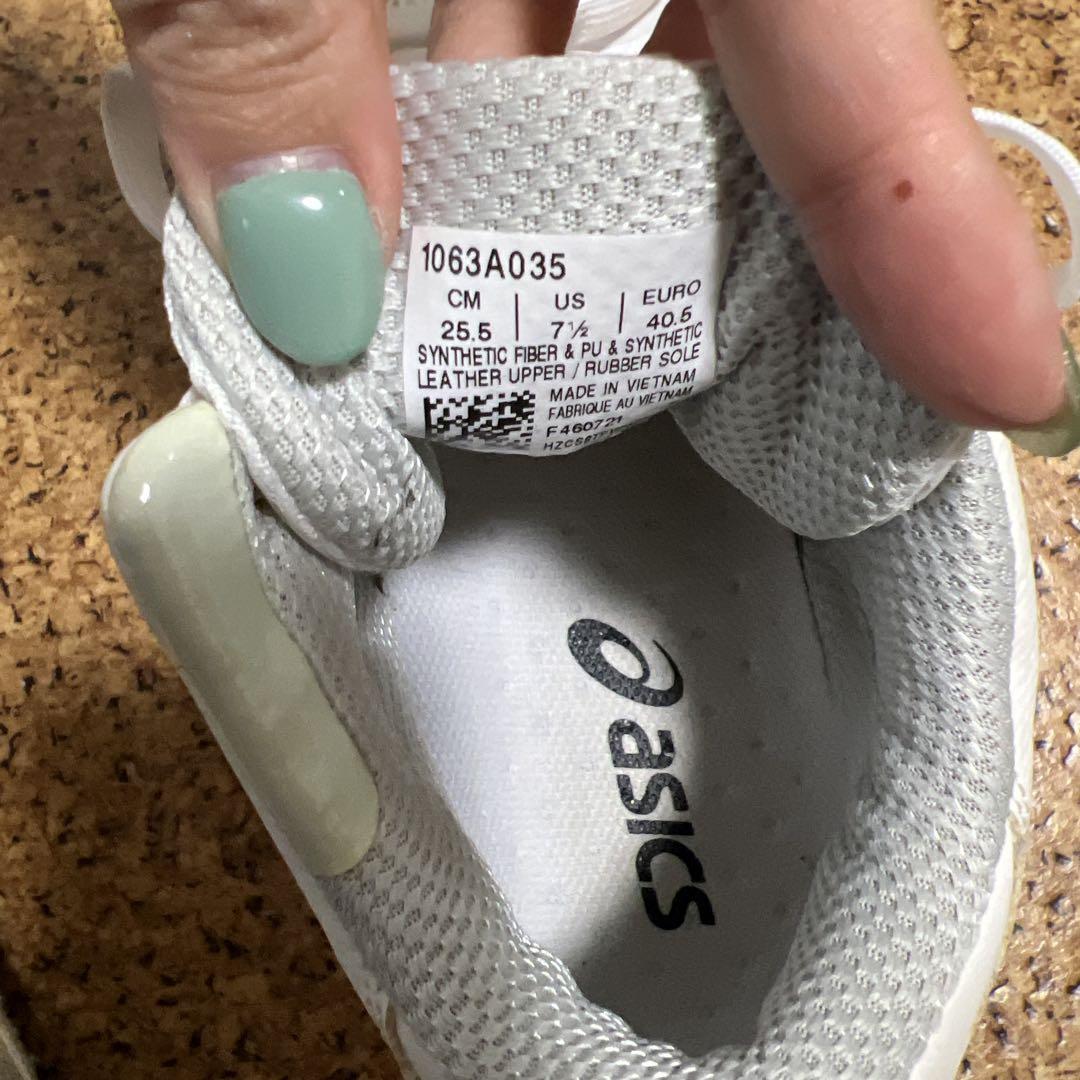 1063A035
CM | US | EURO
25.5 | 7½ | 40.5
SYNTHETIC FIBER & PU & SYNTHETIC
LEATHER UPPER / RUBBER SOLE
MADE IN VIETNAM
FABRIQUE AU VIETNAM
F460721
asics